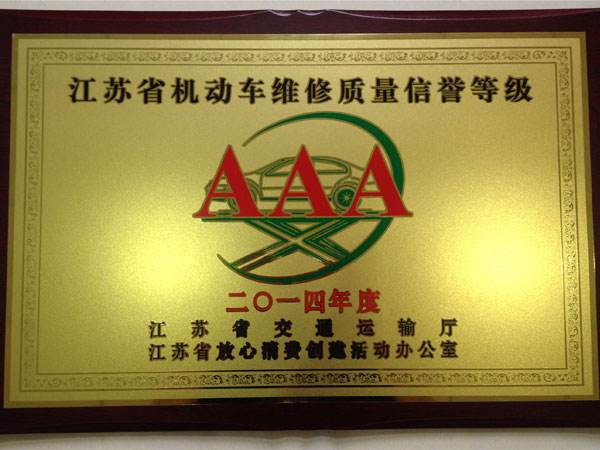 江苏省机动车维修质量信誉等级
AAA
二〇一四年度
江苏省交通运输厅
江苏省放心消费创建活动办公室